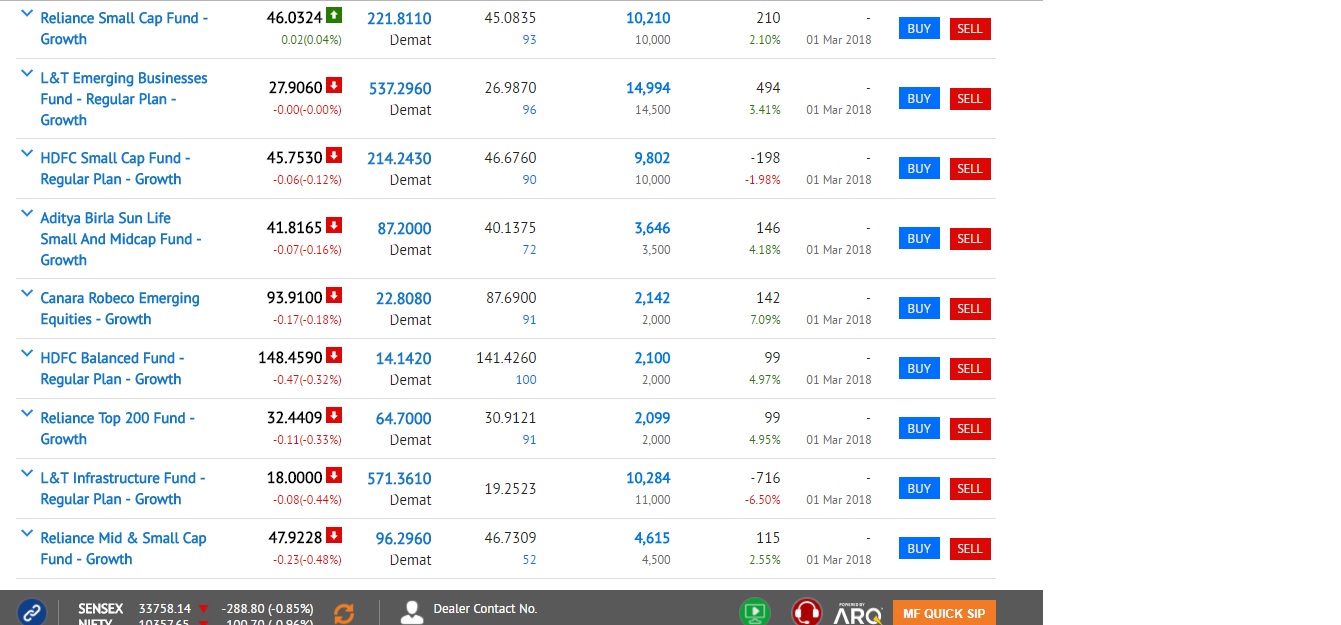 Reliance Small Cap Fund - 46.0324 221.8110 45.0835 10,210 210 - BUY SELL
Growth 0.02(0.04%) Demat 93 10,000 2.10% 01 Mar 2018
L&T Emerging Businesses
Fund - Regular Plan - 27.9060 537.2960 26.9870 14,994 494 - BUY SELL
Growth -0.00(-0.00%) Demat 96 14,500 3.41% 01 Mar 2018
HDFC Small Cap Fund - 45.7530 214.2430 46.6760 9,802 -198 - BUY SELL
Regular Plan - Growth -0.06(-0.12%) Demat 90 10,000 -1.98% 01 Mar 2018
Aditya Birla Sun Life
Small And Midcap Fund - 41.8165 87.2000 40.1375 3,646 146 - BUY SELL
Growth -0.07(-0.16%) Demat 72 3,500 4.18% 01 Mar 2018
Canara Robeco Emerging 93.9100 22.8080 87.6900 2,142 142 - BUY SELL
Equities - Growth -0.17(-0.18%) Demat 91 2,000 7.09% 01 Mar 2018
HDFC Balanced Fund - 148.4590 14.1420 141.4260 2,100 99 - BUY SELL
Regular Plan - Growth -0.47(-0.32%) Demat 100 2,000 4.97% 01 Mar 2018
Reliance Top 200 Fund - 32.4409 64.7000 30.9121 2,099 99 - BUY SELL
Growth -0.11(-0.33%) Demat 91 2,000 4.95% 01 Mar 2018
L&T Infrastructure Fund - 18.0000 571.3610 19.2523 10,284 -716 - BUY SELL
Regular Plan - Growth -0.08(-0.44%) Demat 11,000 -6.50% 01 Mar 2018
Reliance Mid & Small Cap 47.9228 96.2960 46.7309 4,615 115 - BUY SELL
Fund - Growth -0.23(-0.48%) Demat 52 4,500 2.55% 01 Mar 2018
SENSEX 33758.14 -288.80 (-0.85%) Dealer Contact No. POWERED BY ARQ MF QUICK SIP
NIFTY 10357.65 -100.70 (-0.96%)